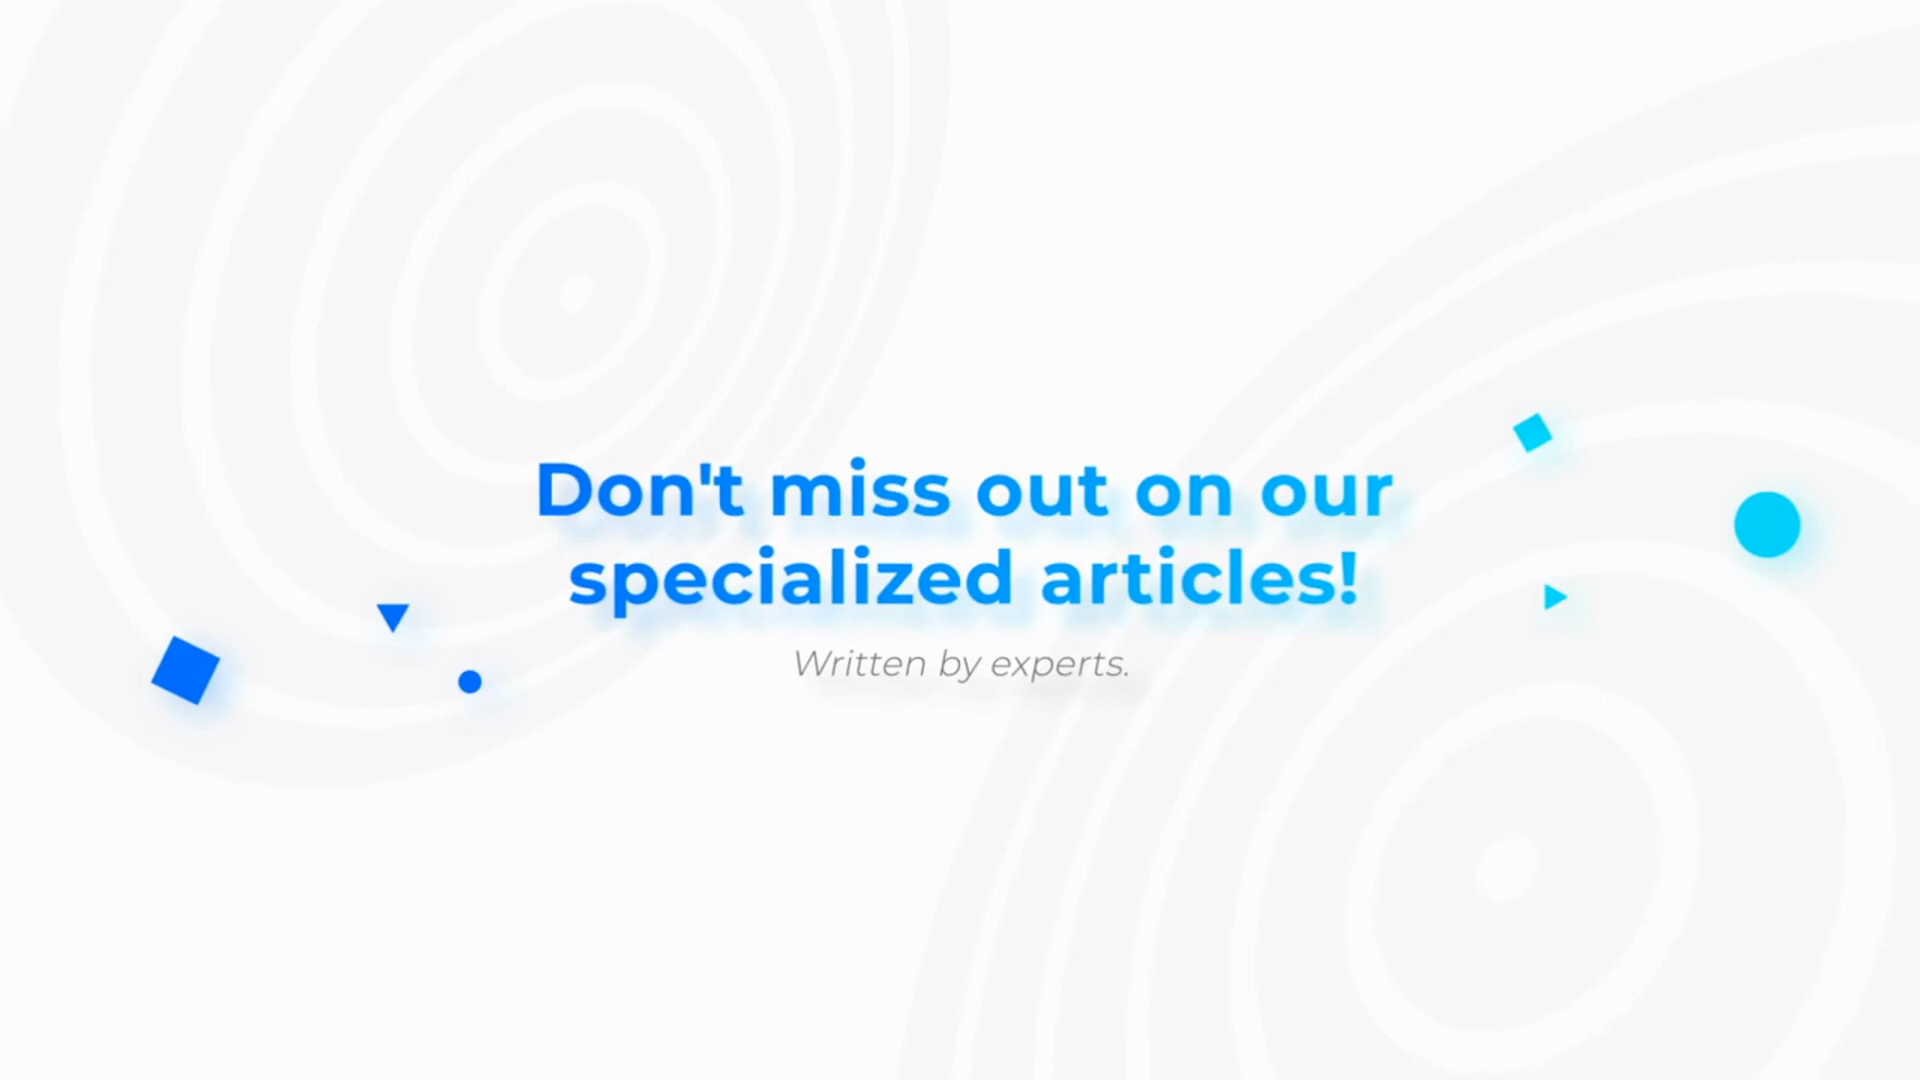 Don't miss out on our
specialized articles!
Written by experts.